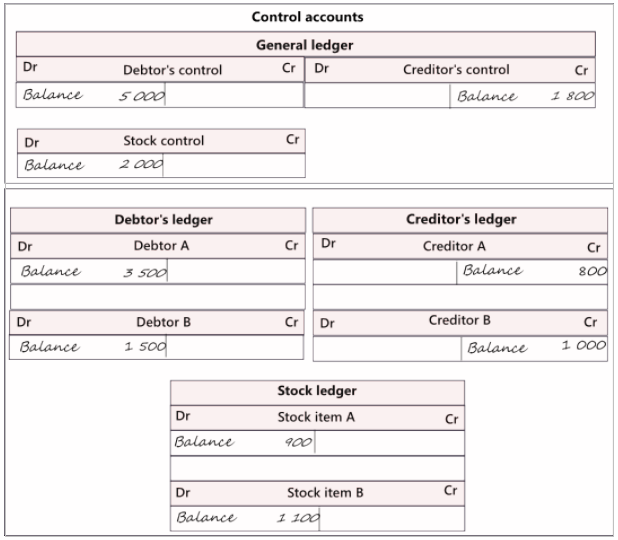 Control accounts
General ledger
Dr Debtor's control Cr Dr Creditor's control Cr
Balance 5 000 Balance 1 800
Dr Stock control Cr
Balance 2 000
Debtor's ledger Creditor's ledger
Dr Debtor A Cr Dr Creditor A Cr
Balance 3 500 Balance 800
Dr Debtor B Cr Dr Creditor B Cr
Balance 1 500 Balance 1 000
Stock ledger
Dr Stock item A Cr
Balance 900
Dr Stock item B Cr
Balance 1 100